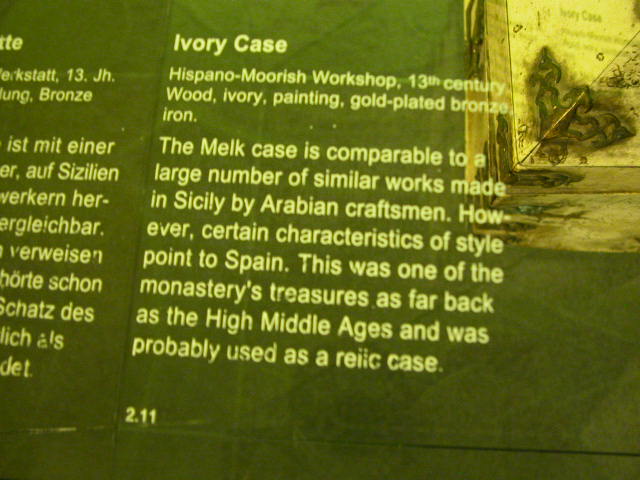 tte
erkstatt, 13. Jh.
lung, Bronze
ist mit einer
er, auf Sizilien
werkern her-
ergleichbar.
verweisen
hörte schon
Schatz des
lich als
det.
Ivory Case
Hispano-Moorish Workshop, 13th century
Wood, ivory, painting, gold-plated bronze,
iron.
The Melk case is comparable to a
large number of similar works made
in Sicily by Arabian craftsmen. How-
ever, certain characteristics of style
point to Spain. This was one of the
monastery's treasures as far back
as the High Middle Ages and was
probably used as a relic case.
2.11
Ivory Case